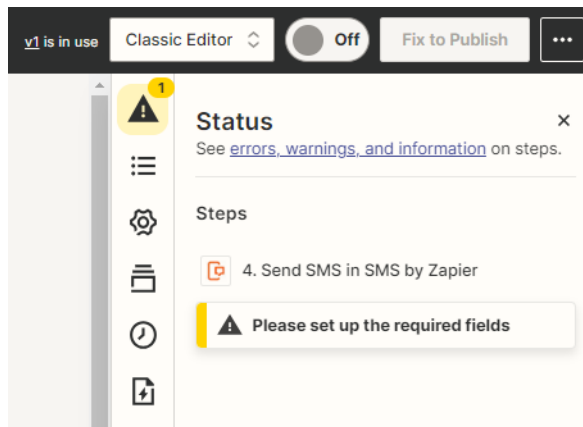 v1 is in use
Classic Editor
Off
Fix to Publish
...
1
Status
See errors, warnings, and information on steps.
Steps
4. Send SMS in SMS by Zapier
Please set up the required fields